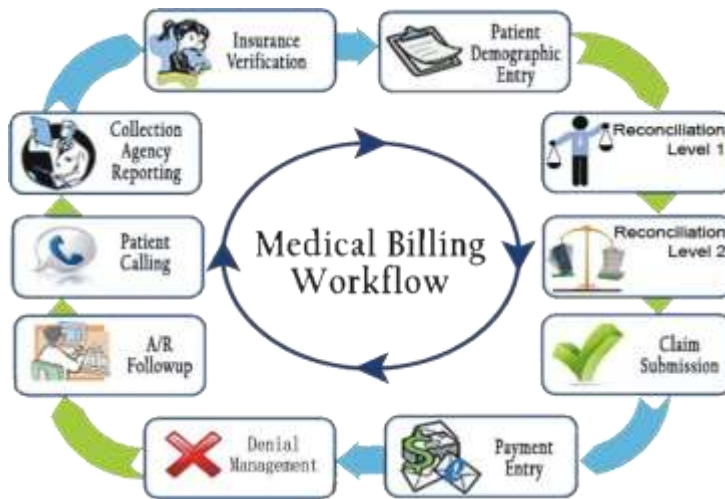 Insurance
Verification
Patient
Demographic
Entry
Reconciliation
Level 1
Reconciliation
Level 2
Claim
Submission
Payment
Entry
Denial
Management
A/R
Followup
Patient
Calling
Collection
Agency
Reporting
Medical Billing
Workflow